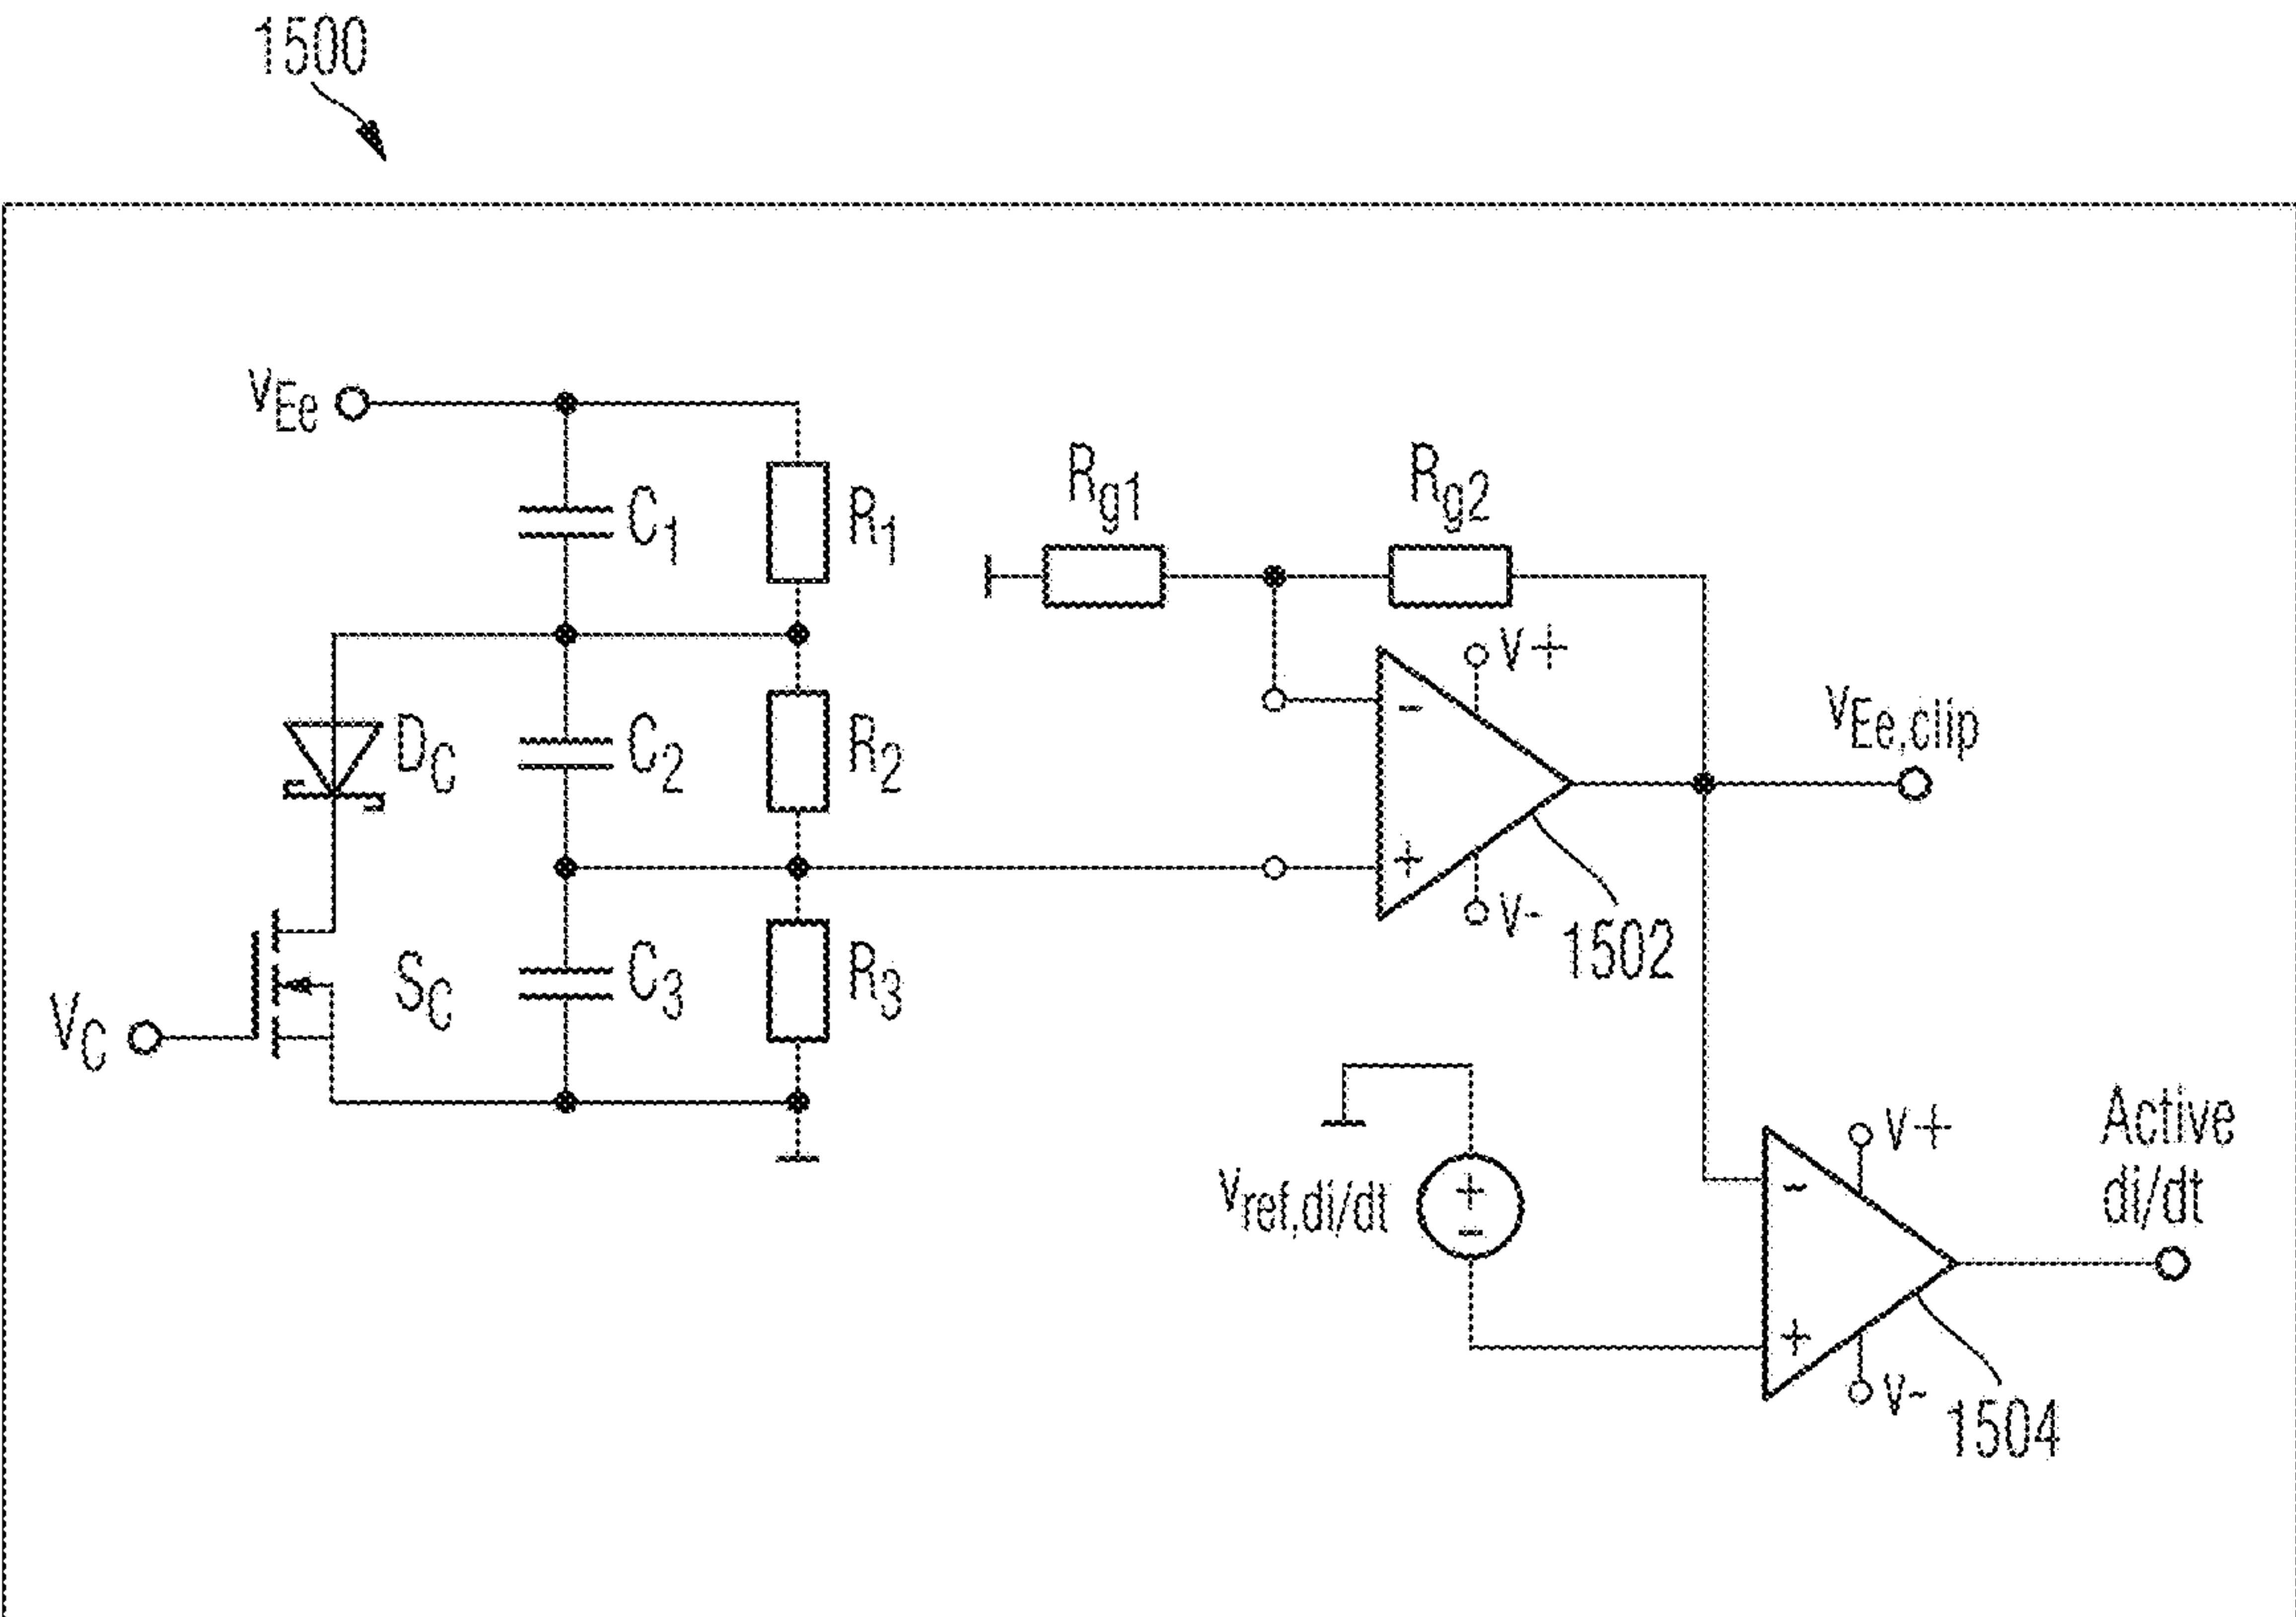 1500
vEe
C1
R1
Rg1
Rg2
V+
-
DC
C2
R2
vEe,clip
+
V-
1502
SC
C3
R3
VC
Active
di/dt
V+
-
vref,di/dt
+
-
+
V-
1504